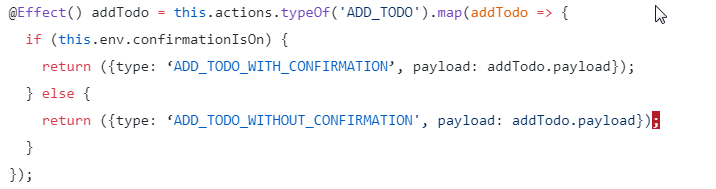 @Effect() addTodo = this.actions.typeOf('ADD_TODO').map(addTodo => {
if (this.env.confirmationIsOn) {
return ({type: ‘ADD_TODO_WITH_CONFIRMATION’, payload: addTodo.payload});
} else {
return ({type: ‘ADD_TODO_WITHOUT_CONFIRMATION', payload: addTodo.payload});
}
});